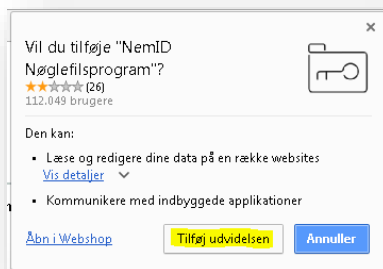 Vil du tilføje "NemID
Nøglefilsprogram"?
(26)
112.049 brugere
Den kan:
• Læse og redigere dine data på en række websites
Vis detaljer
• Kommunikere med indbyggede applikationer
Åbn i Webshop
Tilføj udvidelsen
Annuller